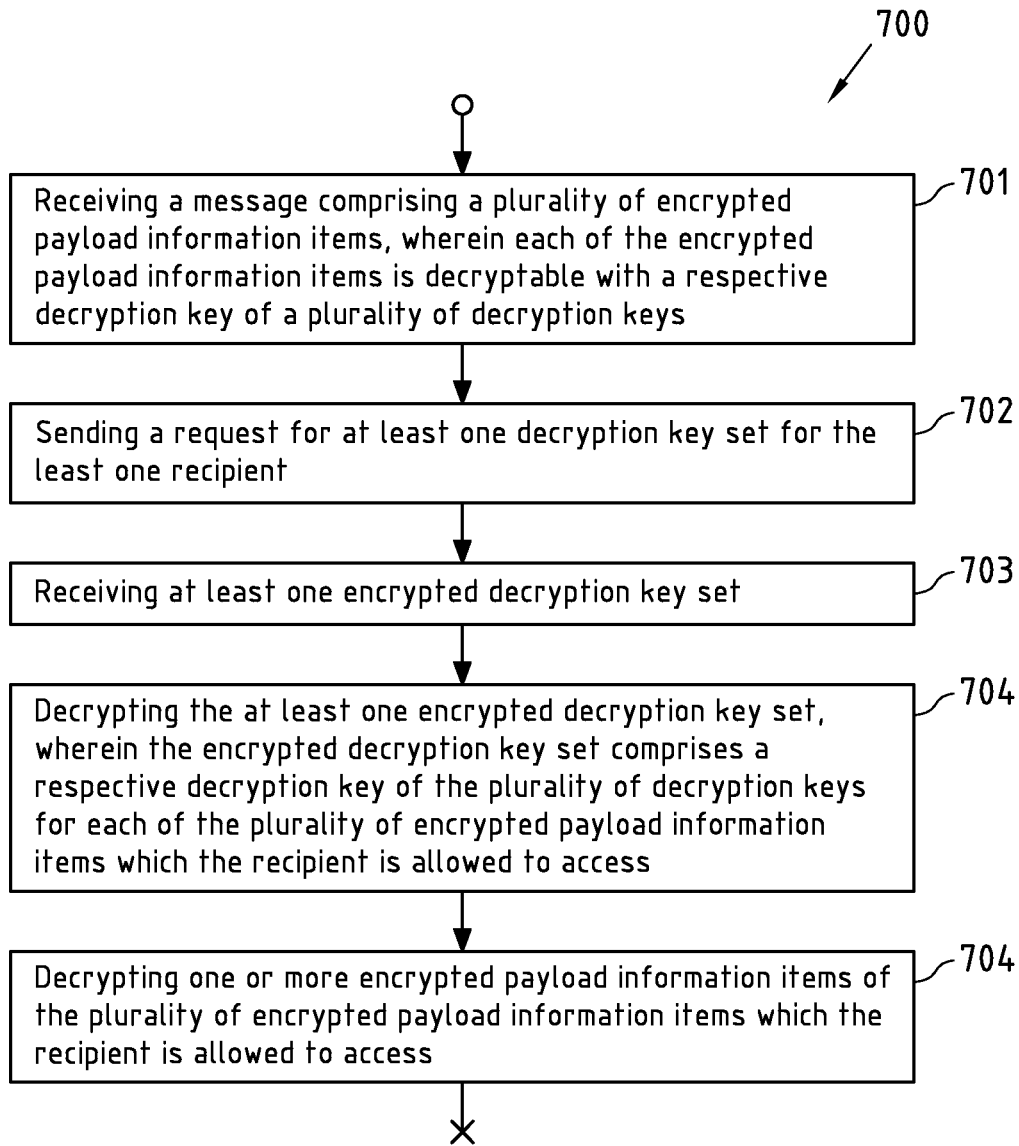 700
701
Receiving a message comprising a plurality of encrypted
payload information items, wherein each of the encrypted
payload information items is decryptable with a respective
decryption key of a plurality of decryption keys
702
Sending a request for at least one decryption key set for the
least one recipient
703
Receiving at least one encrypted decryption key set
704
Decrypting the at least one encrypted decryption key set,
wherein the encrypted decryption key set comprises a
respective decryption key of the plurality of decryption keys
for each of the plurality of encrypted payload information
items which the recipient is allowed to access
704
Decrypting one or more encrypted payload information items of
the plurality of encrypted payload information items which the
recipient is allowed to access